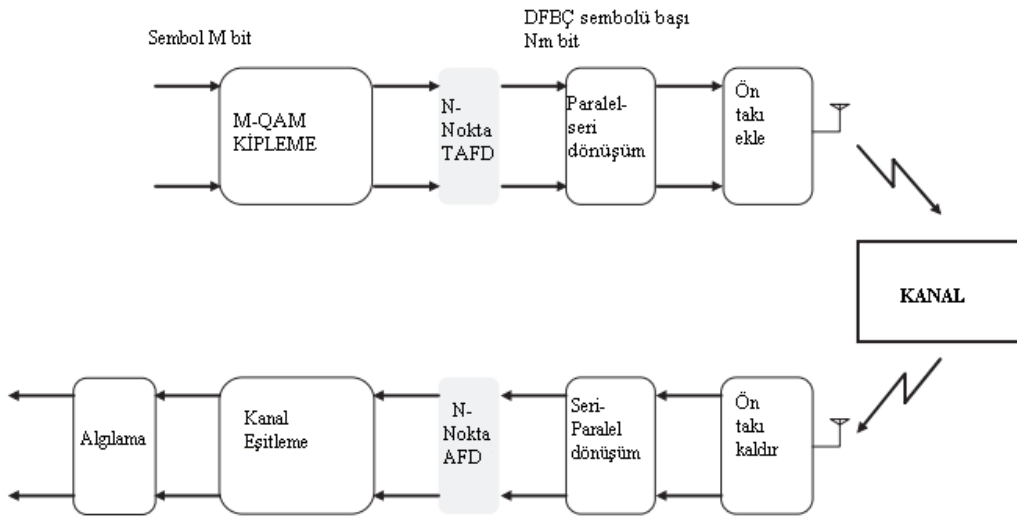 Sembol M bit
DFBÇ sembolü başı
Nm bit
M-QAM
KİPLEME
N-
Nokta
TAFD
Paralel-
seri
dönüşüm
Ön
takı
ekle
KANAL
Algılama
Kanal
Eşitleme
N-
Nokta
AFD
Seri-
Paralel
dönüşüm
Ön
takı
kaldır